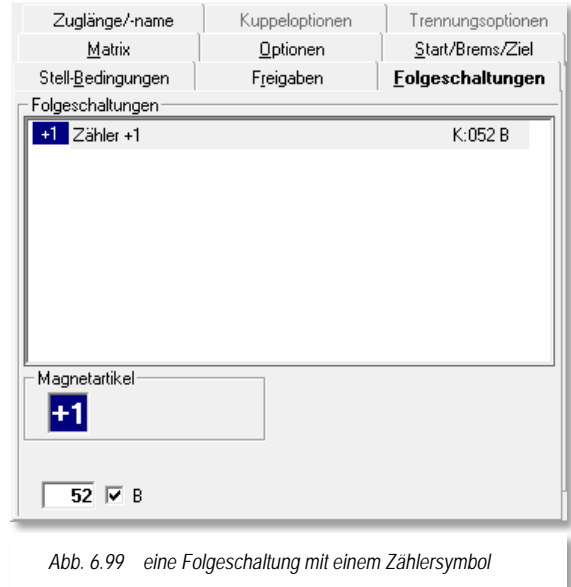 Zuglänge/-name Kuppeloptionen Trennungsoptionen
Matrix Optionen Start/Brems/Ziel
Stell-Bedingungen Freigaben Folgeschaltungen
Folgeschaltungen
+1 Zähler +1 K:052 B
Magnetartikel
+1
52 B
Abb. 6.99 eine Folgeschaltung mit einem Zählersymbol